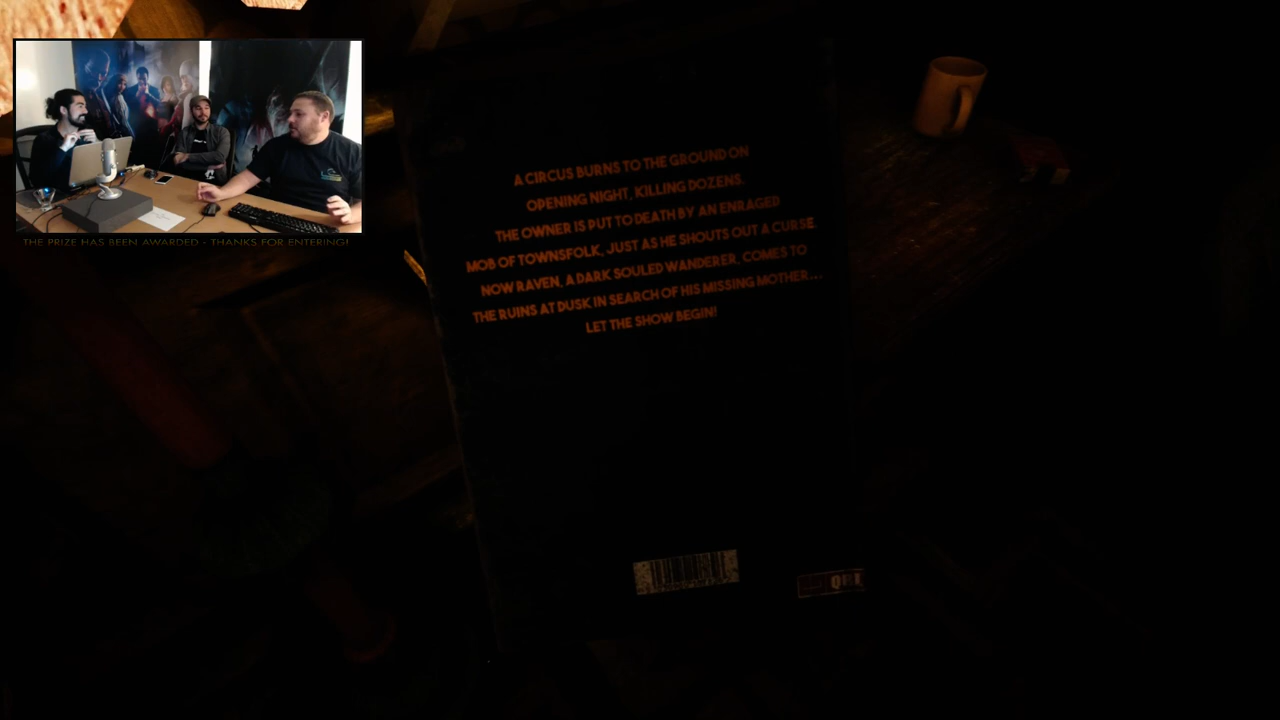 THE PRIZE HAS BEEN AWARDED - THANKS FOR ENTERING!
A CIRCUS BURNS TO THE GROUND ON
OPENING NIGHT, KILLING DOZENS.
THE OWNER IS PUT TO DEATH BY AN ENRAGED
MOB OF TOWNSFOLK, JUST AS HE SHOUTS OUT A CURSE.
NOW RAVEN, A DARK SOULED WANDERER, COMES TO
THE RUINS AT DUSK IN SEARCH OF HIS MISSING MOTHER...
LET THE SHOW BEGIN!